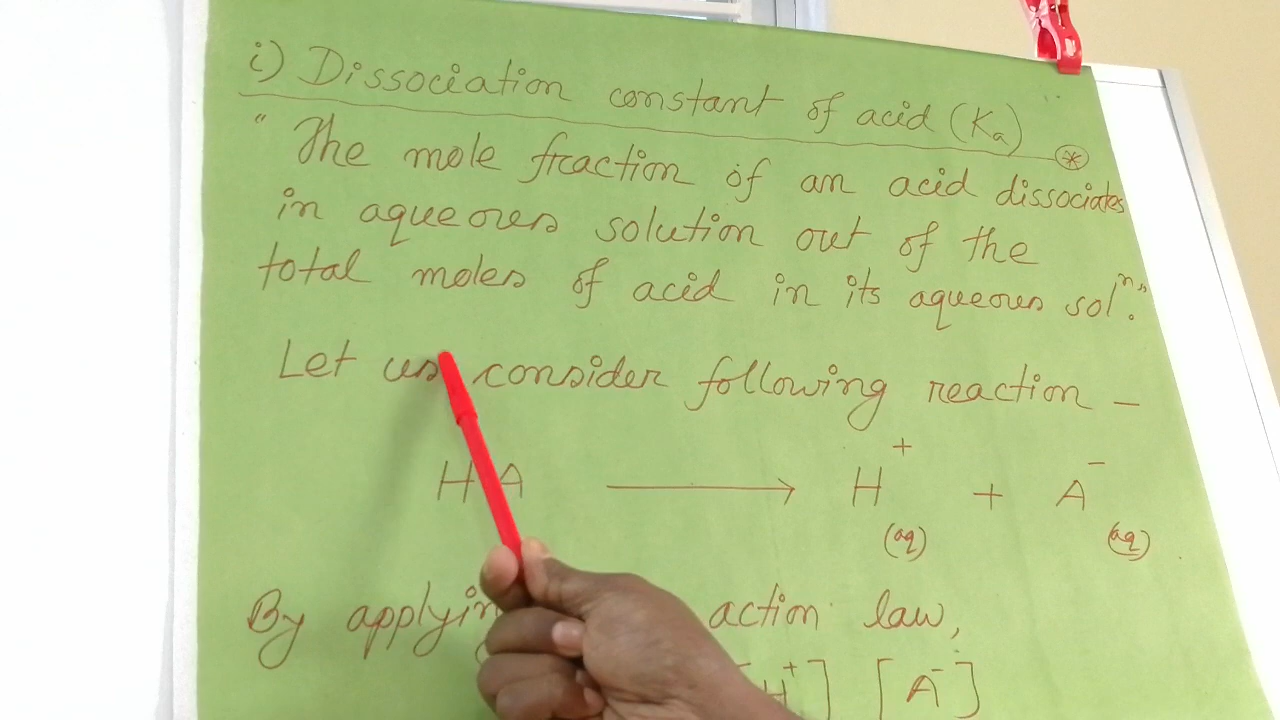 i) Dissociation constant of acid (Ka) *
" The mole fraction of an acid dissociates
in aqueous solution out of the
total moles of acid in its aqueous solⁿ."
Let us consider following reaction -
HA ⟶ H⁺(aq) + A⁻(aq)
By action law,
[H⁺] [A⁻]